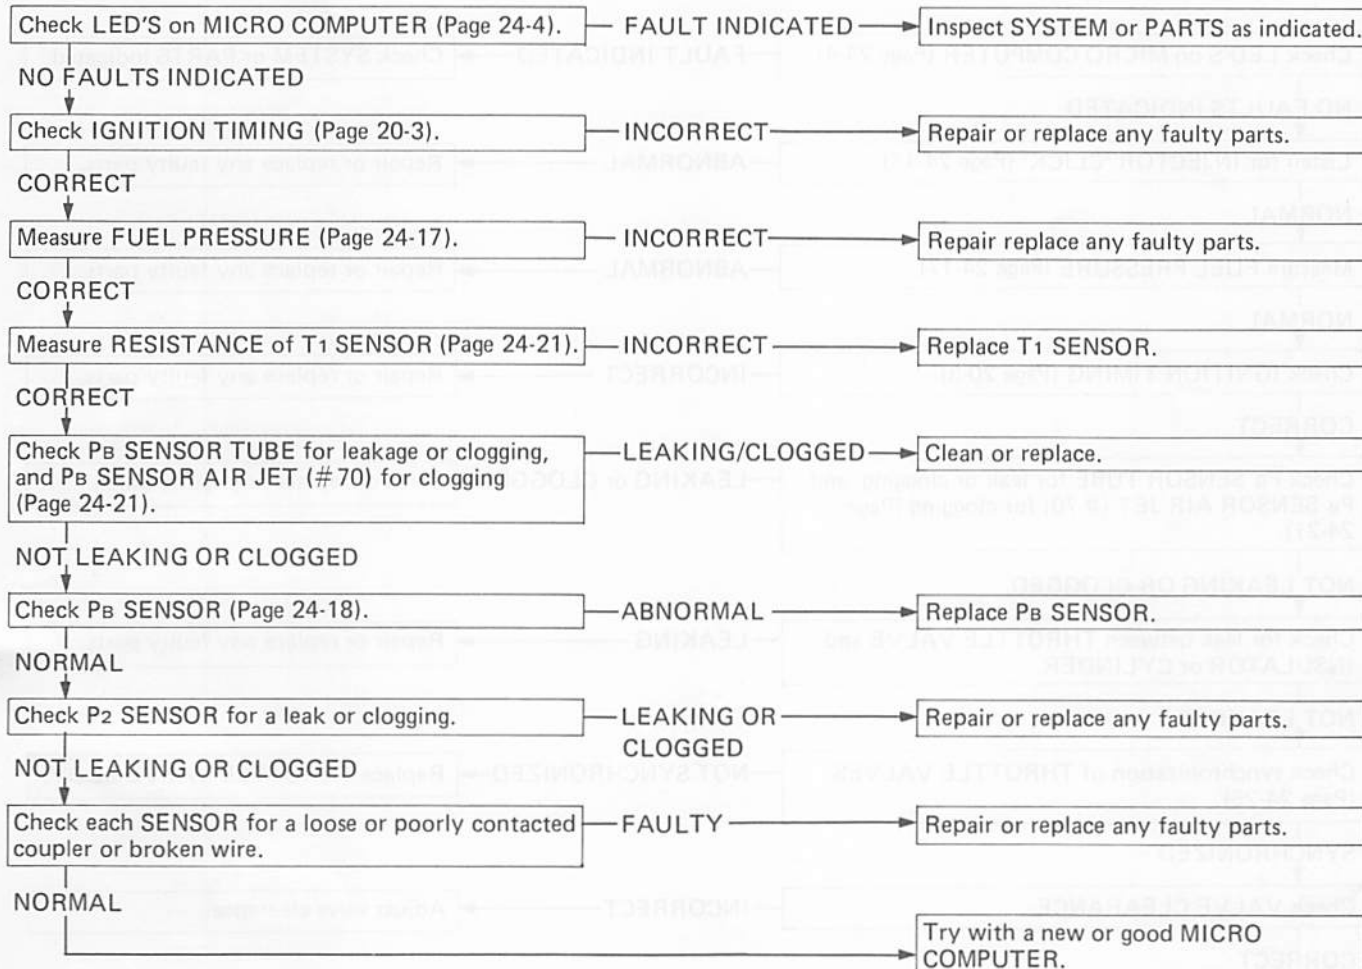 Check LED'S on MICRO COMPUTER (Page 24-4).
FAULT INDICATED
Inspect SYSTEM or PARTS as indicated.
NO FAULTS INDICATED
Check IGNITION TIMING (Page 20-3).
INCORRECT
Repair or replace any faulty parts.
CORRECT
Measure FUEL PRESSURE (Page 24-17).
INCORRECT
Repair replace any faulty parts.
CORRECT
Measure RESISTANCE of T1 SENSOR (Page 24-21).
INCORRECT
Replace T1 SENSOR.
CORRECT
Check PB SENSOR TUBE for leakage or clogging,
and PB SENSOR AIR JET (#70) for clogging
(Page 24-21).
LEAKING/CLOGGED
Clean or replace.
NOT LEAKING OR CLOGGED
Check PB SENSOR (Page 24-18).
ABNORMAL
Replace PB SENSOR.
NORMAL
Check P2 SENSOR for a leak or clogging.
LEAKING OR
CLOGGED
Repair or replace any faulty parts.
NOT LEAKING OR CLOGGED
Check each SENSOR for a loose or poorly contacted
coupler or broken wire.
FAULTY
Repair or replace any faulty parts.
NORMAL
Try with a new or good MICRO
COMPUTER.